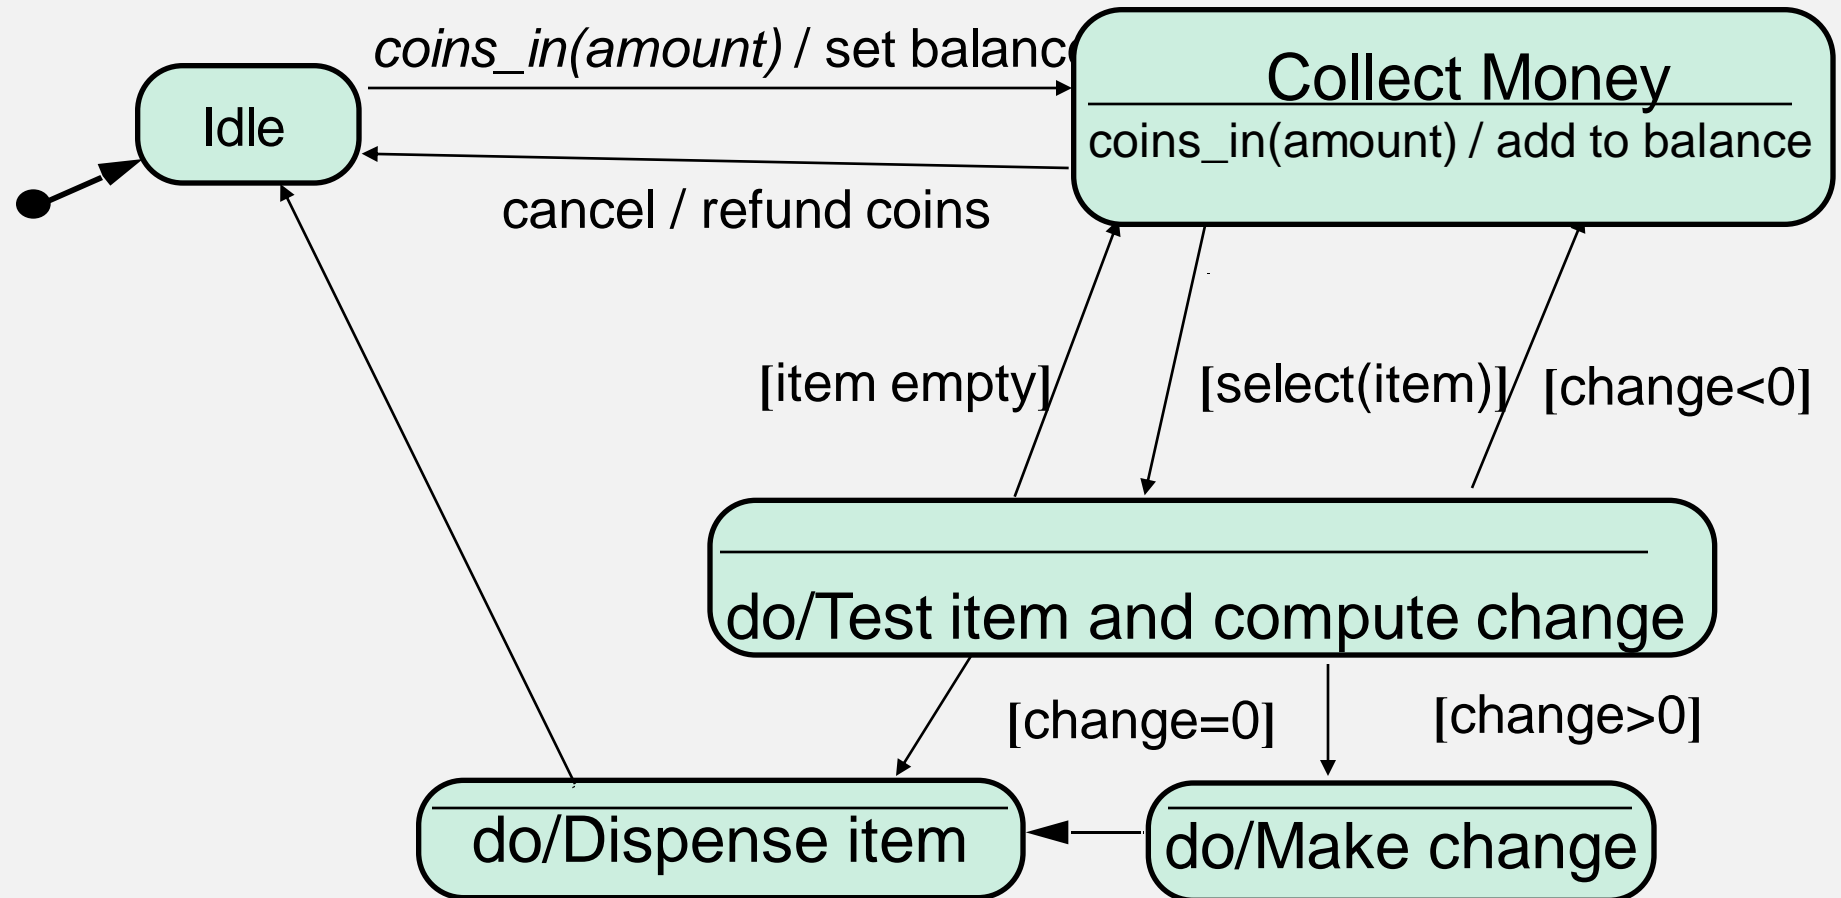 coins_in(amount) / set balance
Collect Money
Idle
coins_in(amount) / add to balance
cancel / refund coins
[item empty]
[select(item)]
[change<0]
do/Test item and compute change
[change=0]
[change>0]
do/Dispense item
do/Make change